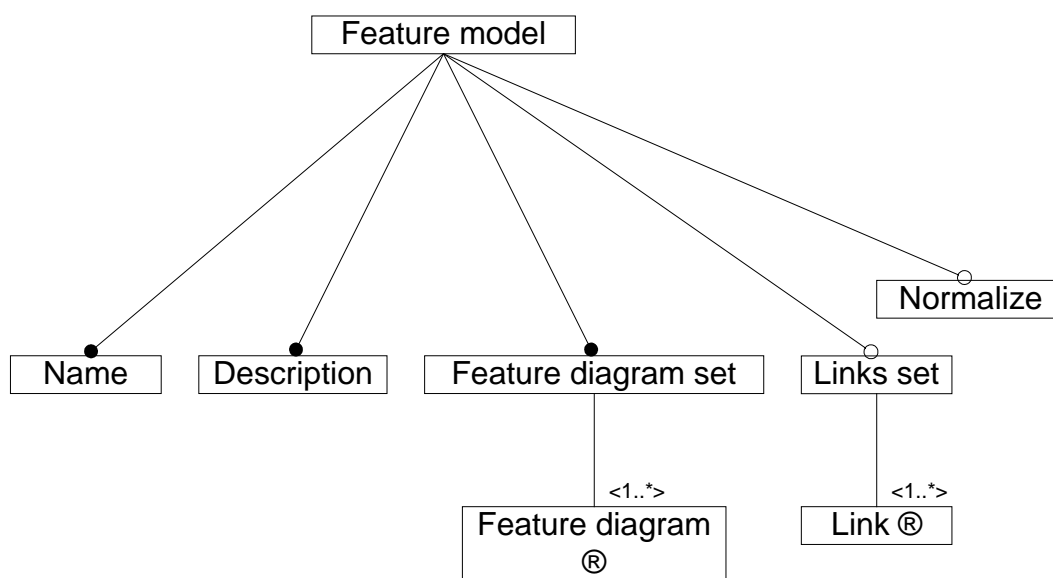 Feature model
Normalize
Name
Description
Feature diagram set
Links set
<1..*>
<1..*>
Feature diagram
®
Link ®